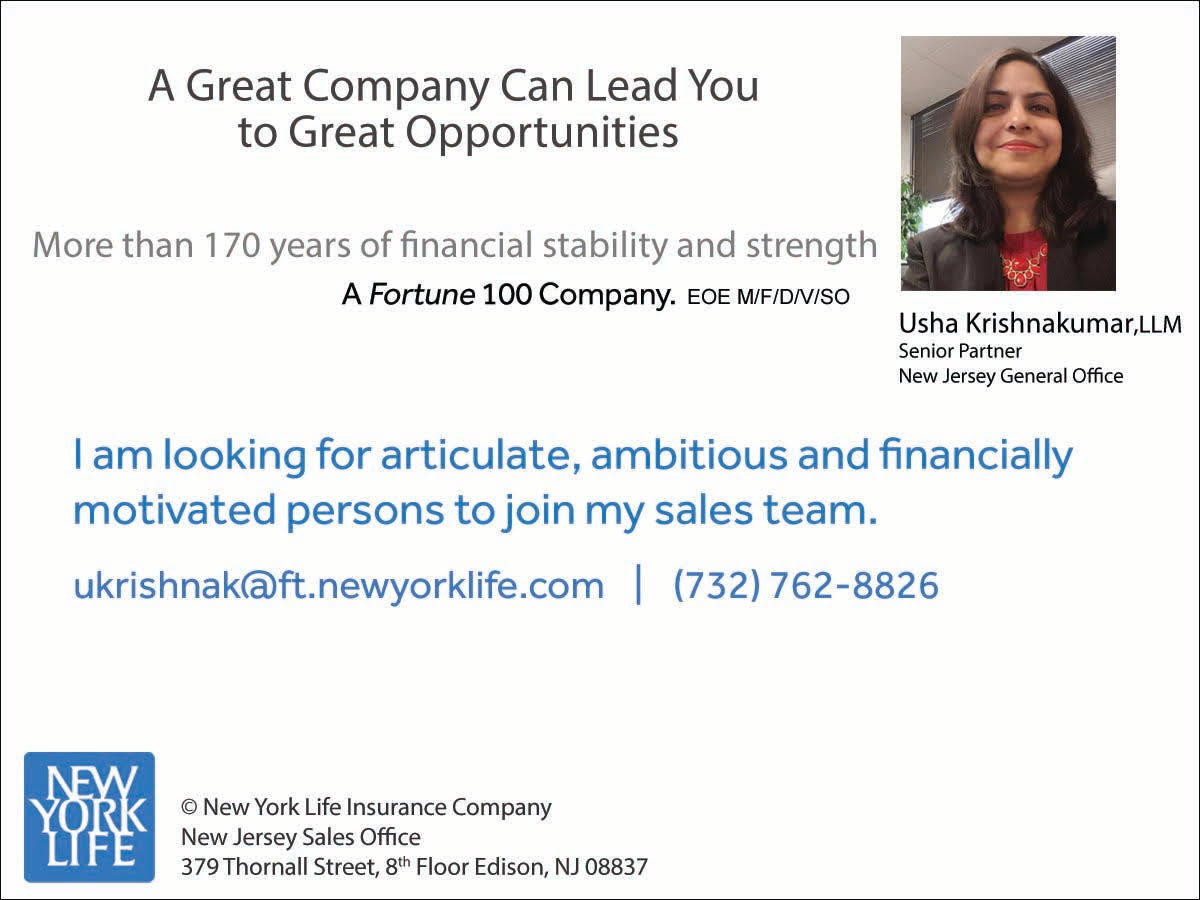 A Great Company Can Lead You
to Great Opportunities
More than 170 years of financial stability and strength
A Fortune 100 Company. EOE M/F/D/V/SO
Usha Krishnakumar,LLM
Senior Partner
New Jersey General Office
I am looking for articulate, ambitious and financially
motivated persons to join my sales team.
ukrishnak@ft.newyorklife.com | (732) 762-8826
NEW
YORK
LIFE
© New York Life Insurance Company
New Jersey Sales Office
379 Thornall Street, 8th Floor Edison, NJ 08837